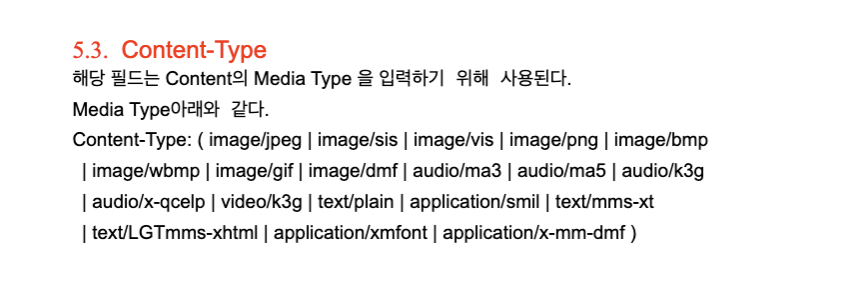 5.3. Content-Type
해당 필드는 Content의 Media Type 을 입력하기 위해 사용된다.
Media Type아래와 같다.
Content-Type: ( image/jpeg | image/sis | image/vis | image/png | image/bmp
| image/wbmp | image/gif | image/dmf | audio/ma3 | audio/ma5 | audio/k3g
| audio/x-qcelp | video/k3g | text/plain | application/smil | text/mms-xt
| text/LGTmms-xhtml | application/xmfont | application/x-mm-dmf )